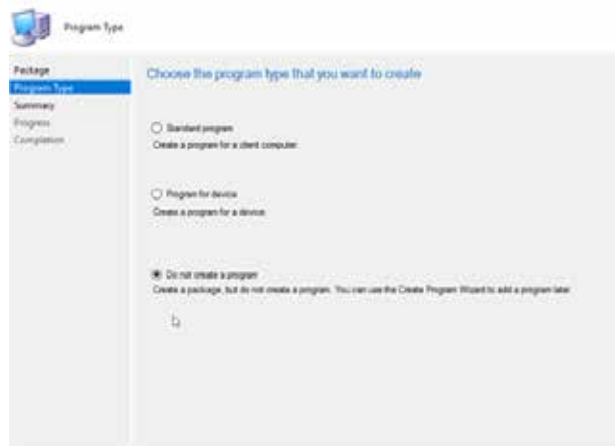 Program Type
Package
Program Type
Summary
Progress
Completion
Choose the program type that you want to create
Standard program
Create a program for a client computer.
Program for device
Create a program for a device.
Do not create a program
Create a package, but do not create a program. You can use the Create Program Wizard to add a program later.